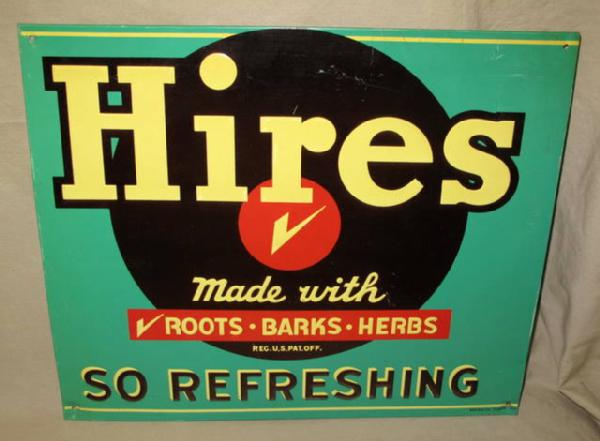 Hires
Made with
ROOTS · BARKS · HERBS
REG.U.S.PAT.OFF.
SO REFRESHING